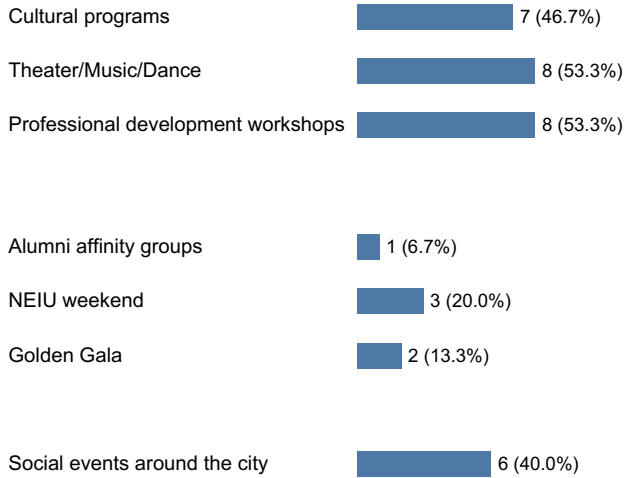 Cultural programs 7 (46.7%)
Theater/Music/Dance 8 (53.3%)
Professional development workshops 8 (53.3%)
Alumni affinity groups 1 (6.7%)
NEIU weekend 3 (20.0%)
Golden Gala 2 (13.3%)
Social events around the city 6 (40.0%)